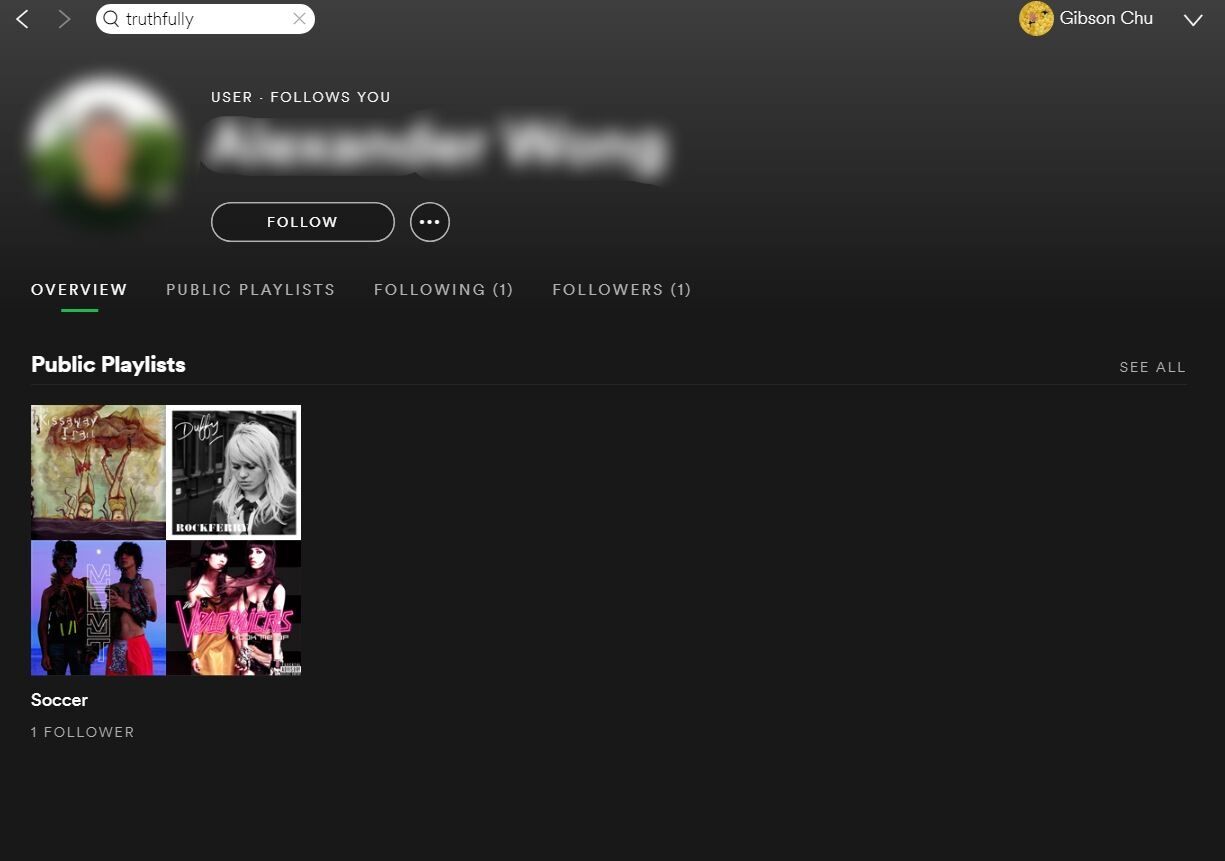 truthfully
Gibson Chu
USER - FOLLOWS YOU
FOLLOW
OVERVIEW PUBLIC PLAYLISTS FOLLOWING (1) FOLLOWERS (1)
Public Playlists
SEE ALL
Kissaway
Trail
Duffy
ROCKFERRY
MGMT
The
VERONICAS
HOOK ME UP
Soccer
1 FOLLOWER